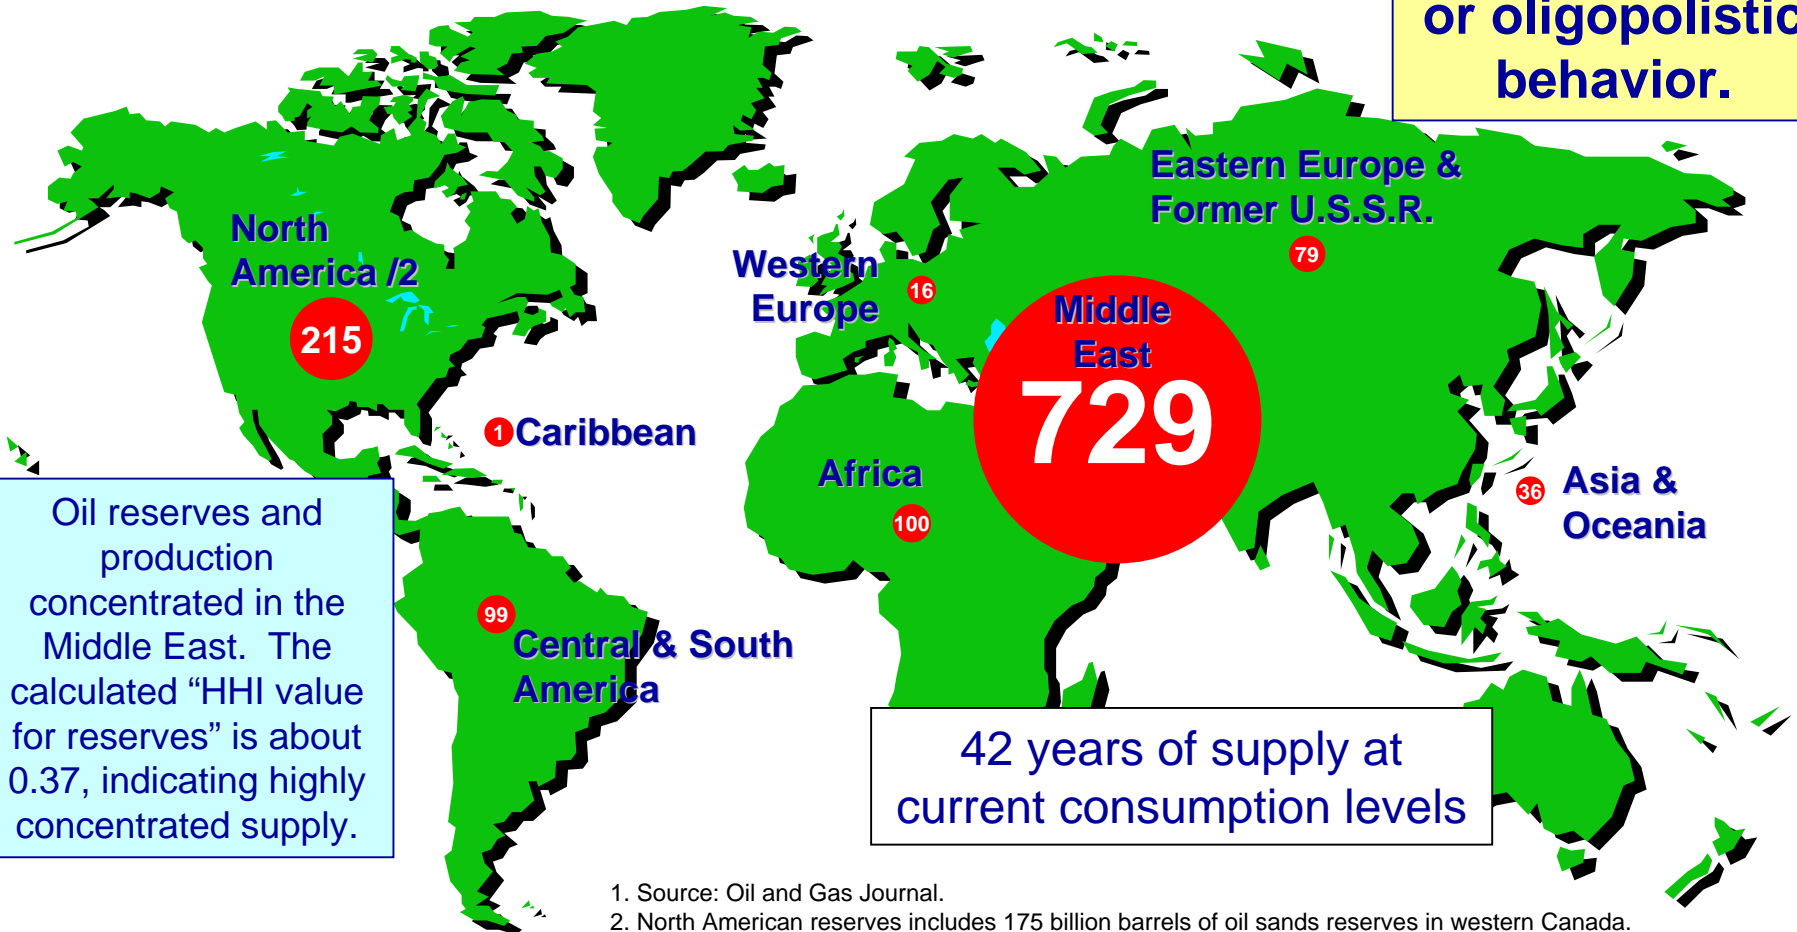 or oligopolistic
behavior.
Eastern Europe &
Former U.S.S.R.
79
North
America /2
215
Western
Europe
16
Middle
East
729
1
Caribbean
Africa
100
36
Asia &
Oceania
Oil reserves and
production
concentrated in the
Middle East. The
calculated “HHI value
for reserves” is about
0.37, indicating highly
concentrated supply.
99
Central & South
America
42 years of supply at
current consumption levels
1. Source: Oil and Gas Journal.
2. North American reserves includes 175 billion barrels of oil sands reserves in western Canada.